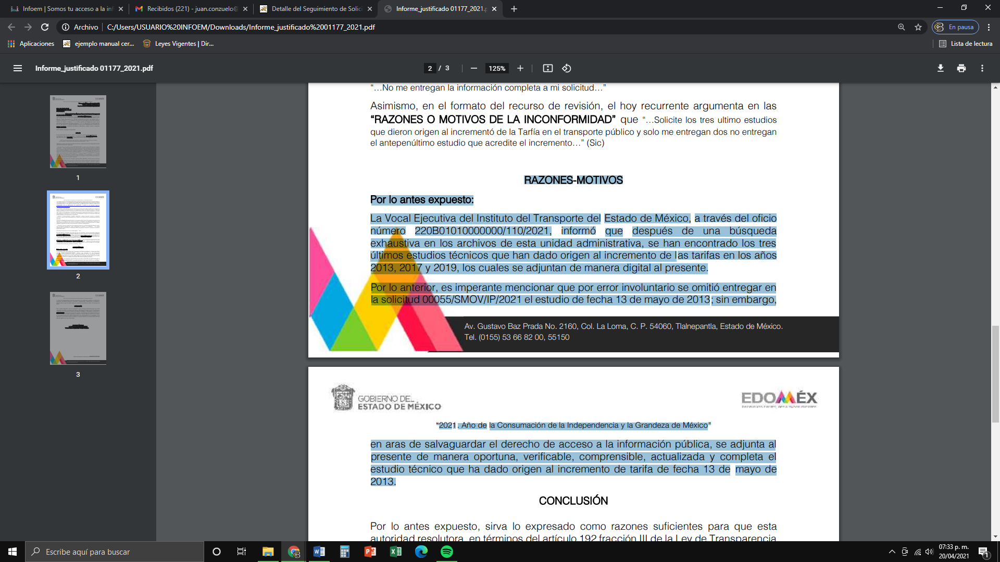 Infoem | Somos tu acceso a la inf
Recibidos (221) - juan.conzuelo@
Detalle del Seguimiento de Solici
Informe_justificado 01177_2021.p
Archivo
C:/Users/USUARIO%20INFOEM/Downloads/Informe_justificado%2001177_2021.pdf
En pausa
Aplicaciones
ejemplo manual cer...
Leyes Vigentes | Dir...
Lista de lectura
Informe_justificado 01177_2021.pdf
2 / 3
125%
1
2
3
“…No me entregan la información completa a mi solicitud…”
Asimismo, en el formato del recurso de revisión, el hoy recurrente argumenta en las
“RAZONES O MOTIVOS DE LA INCONFORMIDAD” que “…Solicite los tres ultimo estudios
que dieron origen al incrementó de la Tarfía en el transporte público y solo me entregan dos no entregan
el antepenúltimo estudio que acredite el incremento…” (Sic)
RAZONES-MOTIVOS
Por lo antes expuesto:
La Vocal Ejecutiva del Instituto del Transporte del Estado de México, a través del oficio
número 220B01010000000/110/2021, informó que después de una búsqueda
exhaustiva en los archivos de esta unidad administrativa, se han encontrado los tres
últimos estudios técnicos que han dado origen al incremento de las tarifas en los años
2013, 2017 y 2019, los cuales se adjuntan de manera digital al presente.
Por lo anterior, es imperante mencionar que por error involuntario se omitió entregar en
la solicitud 00055/SMOV/IP/2021 el estudio de fecha 13 de mayo de 2013; sin embargo,
Av. Gustavo Baz Prada No. 2160, Col. La Loma, C. P. 54060, Tlalnepantla, Estado de México.
Tel. (0155) 53 66 82 00, 55150
GOBIERNO DEL
ESTADO DE MÉXICO
EDOMÉX
“2021. Año de la Consumación de la Independencia y la Grandeza de México”
en aras de salvaguardar el derecho de acceso a la información pública, se adjunta al
presente de manera oportuna, verificable, comprensible, actualizada y completa el
estudio técnico que ha dado origen al incremento de tarifa de fecha 13 de mayo de
2013.
CONCLUSIÓN
Por lo antes expuesto, sirva lo expresado como razones suficientes para que esta
autoridad resolutora, en términos del artículo 192 fracción III de la Ley de Transparencia
Escribe aquí para buscar
07:33 p. m.
20/04/2021
1